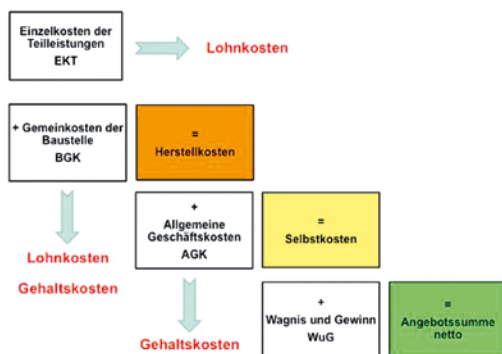 Einzelkosten der
Teilleistungen
EKT
Lohnkosten
+ Gemeinkosten der
Baustelle
BGK
=
Herstellkosten
+
Allgemeine
Geschäftskosten
AGK
=
Selbstkosten
Lohnkosten
Gehaltskosten
+
Wagnis und Gewinn
WuG
=
Angebotssumme
netto
Gehaltskosten